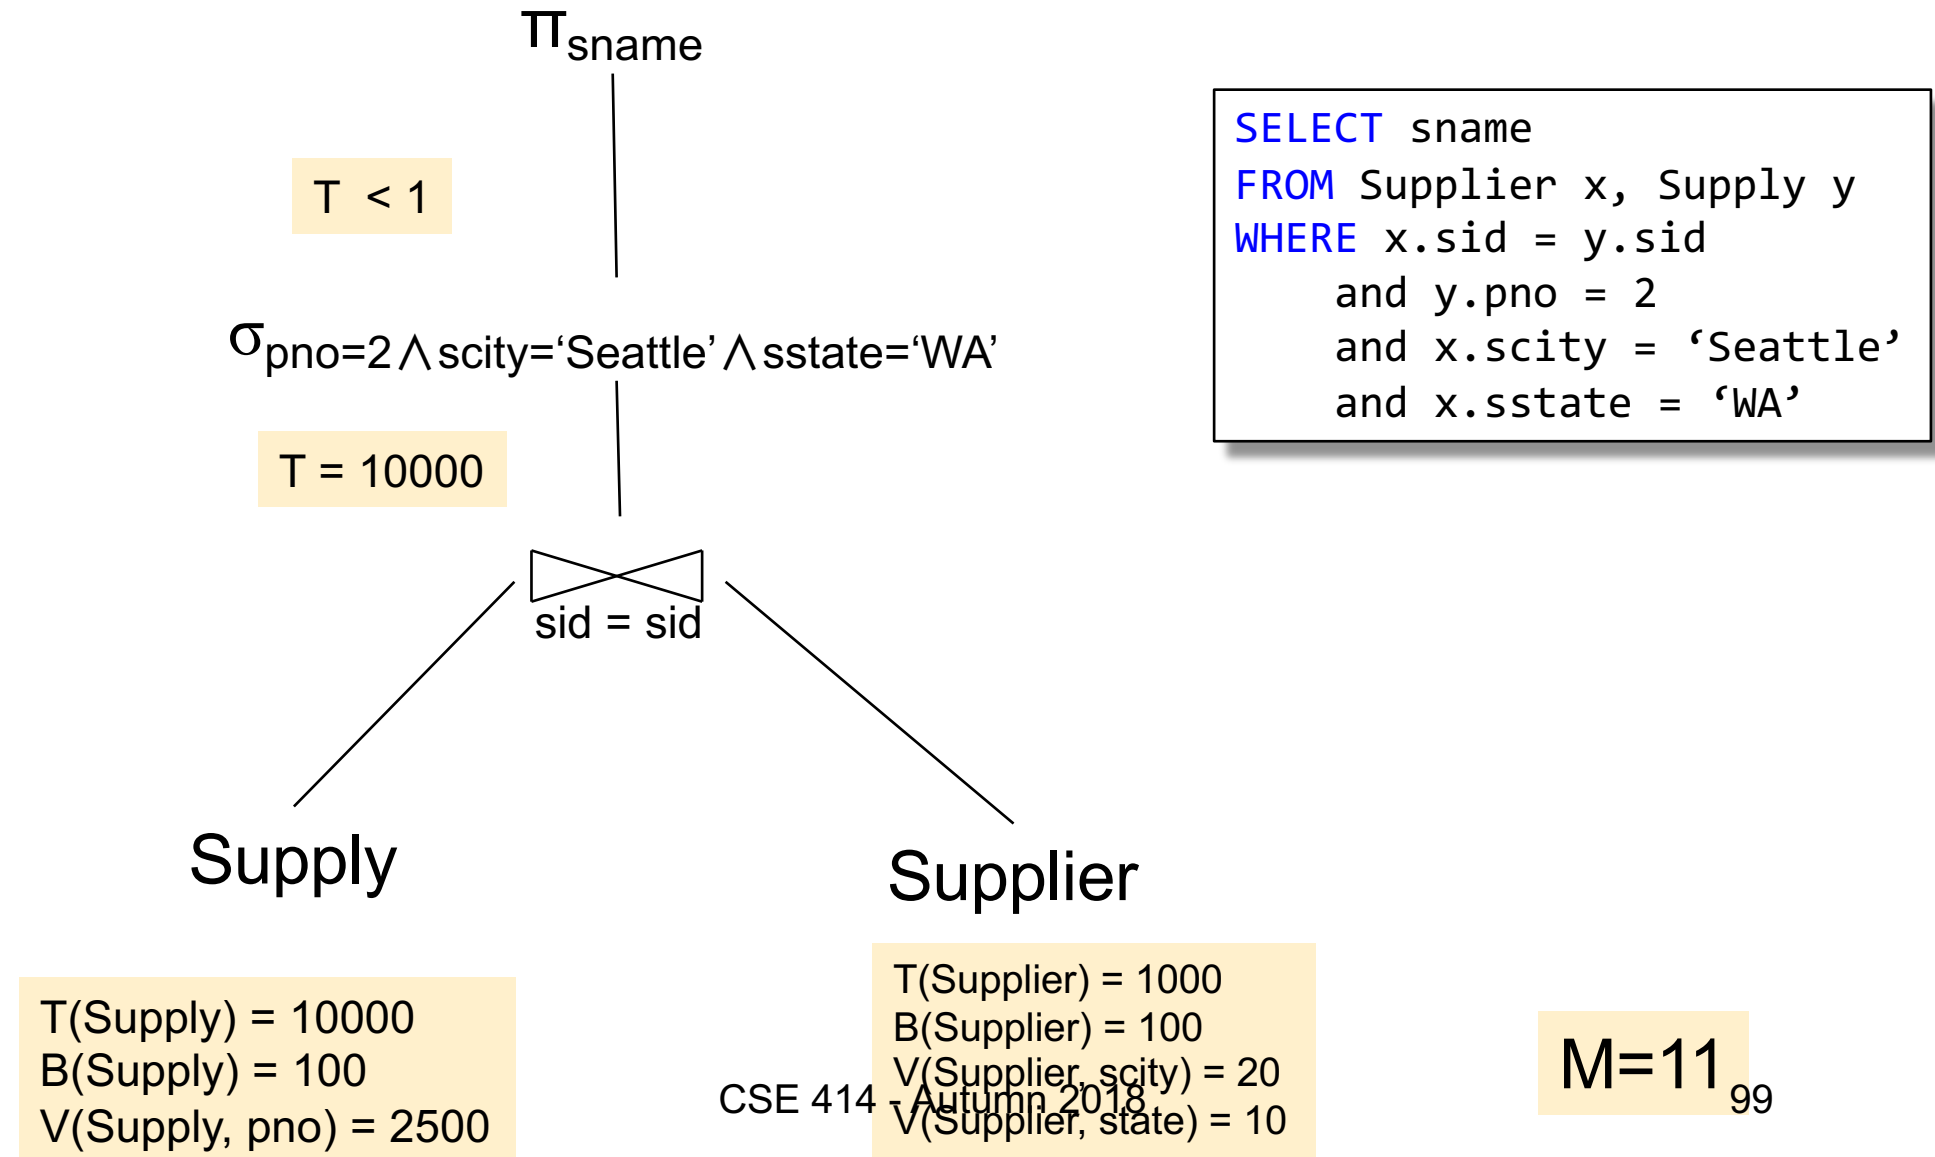 π sname
T < 1
SELECT sname
FROM Supplier x, Supply y
WHERE x.sid = y.sid
and y.pno = 2
and x.scity = ‘Seattle’
and x.sstate = ‘WA’
σ pno=2∧scity=‘Seattle’∧sstate=‘WA’
T = 10000
sid = sid
Supply
Supplier
T(Supply) = 10000
B(Supply) = 100
V(Supply, pno) = 2500
T(Supplier) = 1000
B(Supplier) = 100
V(Supplier, scity) = 20
V(Supplier, state) = 10
M=11
CSE 414 - Autumn 2018
99